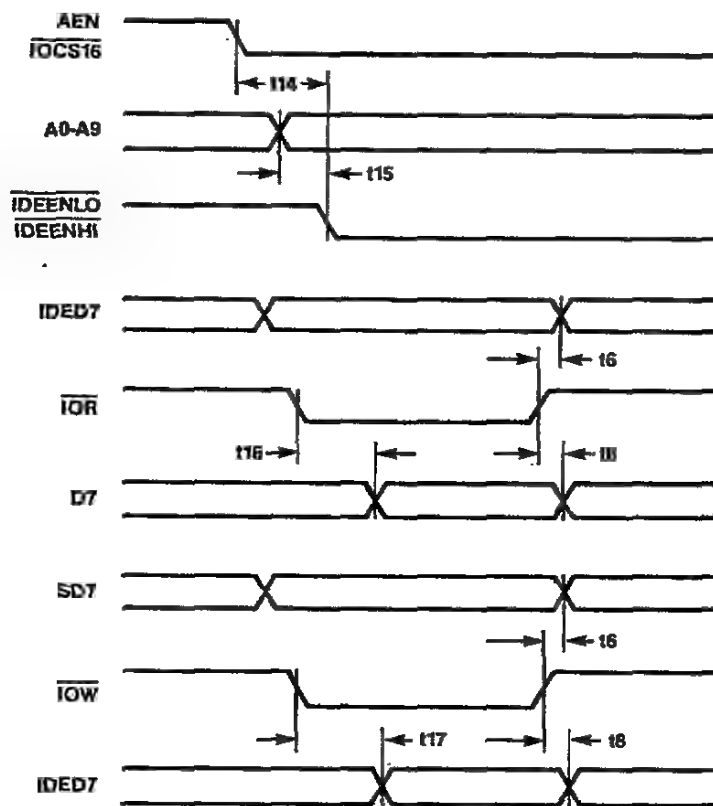 AEN
IOCS16
t14
A0-A9
t15
IDEENLO
IDEENHI
IDED7
t6
IOR
t16
D7
SD7
t6
IOW
t17 t8
IDED7